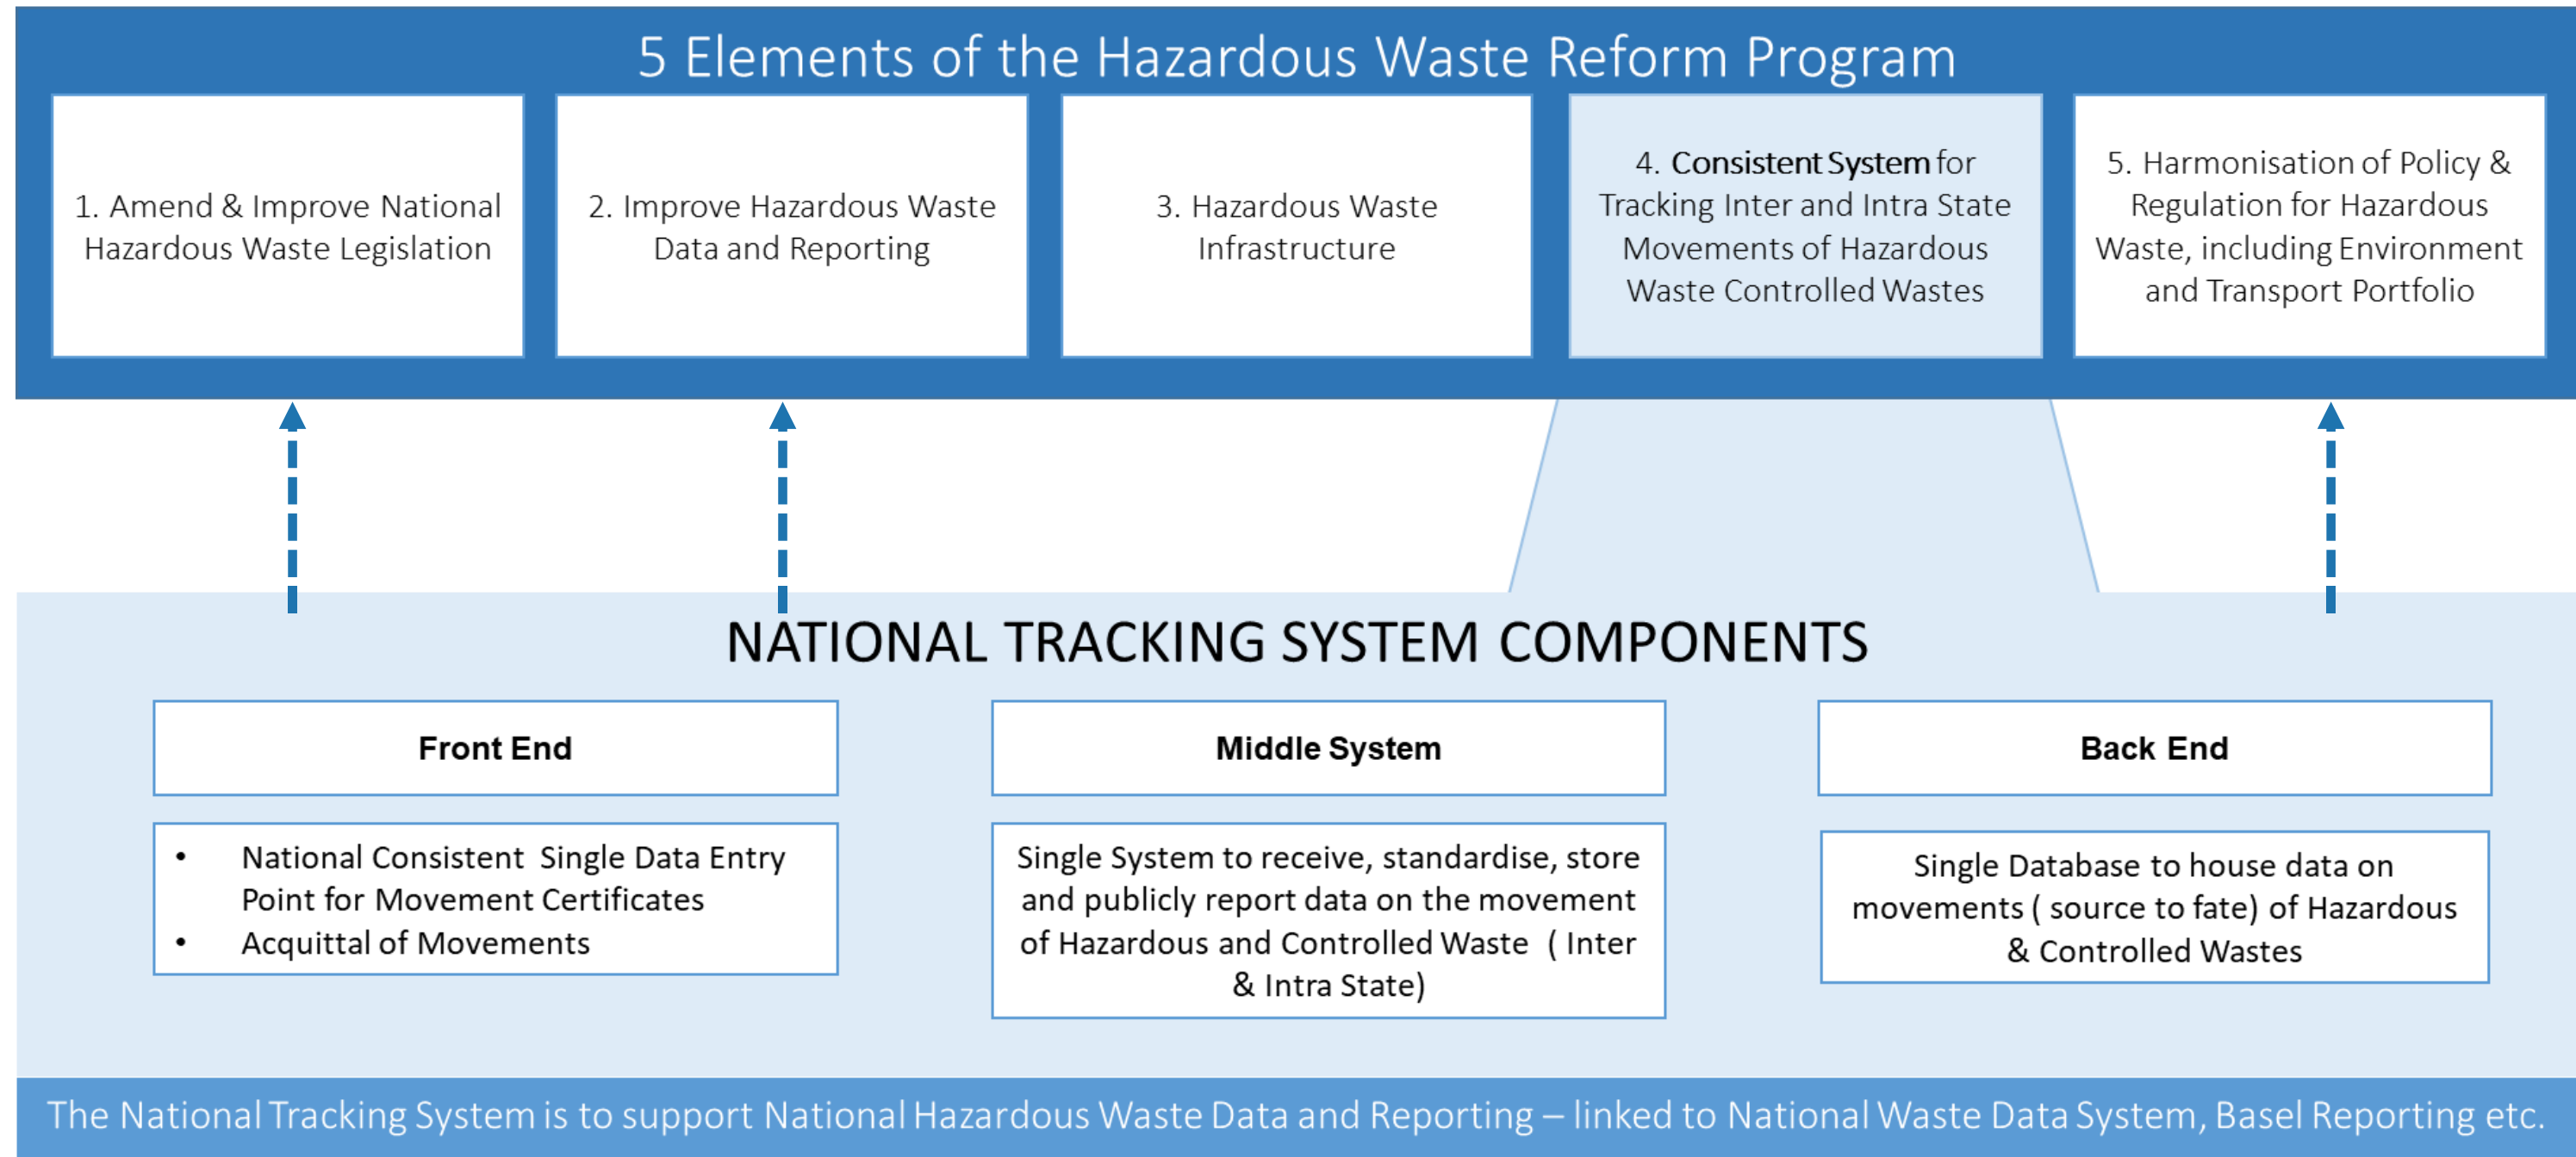 5 Elements of the Hazardous Waste Reform Program
1. Amend & Improve National
Hazardous Waste Legislation
2. Improve Hazardous Waste
Data and Reporting
3. Hazardous Waste
Infrastructure
4. Consistent System for
Tracking Inter and Intra State
Movements of Hazardous
Waste Controlled Wastes
5. Harmonisation of Policy &
Regulation for Hazardous
Waste, including Environment
and Transport Portfolio
NATIONAL TRACKING SYSTEM COMPONENTS
Front End
• National Consistent Single Data Entry
Point for Movement Certificates
• Acquittal of Movements
Middle System
Single System to receive, standardise, store
and publicly report data on the movement
of Hazardous and Controlled Waste ( Inter
& Intra State)
Back End
Single Database to house data on
movements ( source to fate) of Hazardous
& Controlled Wastes
The National Tracking System is to support National Hazardous Waste Data and Reporting – linked to National Waste Data System, Basel Reporting etc.